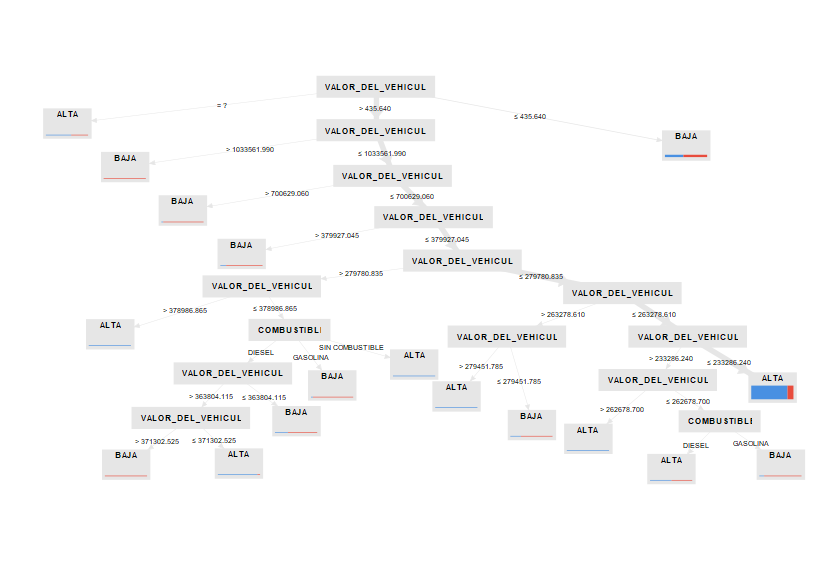 VALOR_DEL_VEHICUL
= ?
> 435.640
≤ 435.640
ALTA
VALOR_DEL_VEHICUL
BAJA
> 1033561.990
≤ 1033561.990
BAJA
VALOR_DEL_VEHICUL
> 700629.060
≤ 700629.060
BAJA
VALOR_DEL_VEHICUL
> 379927.045
≤ 379927.045
BAJA
VALOR_DEL_VEHICUL
> 279780.835
≤ 279780.835
VALOR_DEL_VEHICUL
VALOR_DEL_VEHICUL
> 378986.865
≤ 378986.865
> 263278.610
≤ 263278.610
ALTA
COMBUSTIBL
VALOR_DEL_VEHICUL
VALOR_DEL_VEHICUL
DIESEL
GASOLINA
SIN COMBUSTIBLE
> 279451.785
≤ 279451.785
> 233286.240
≤ 233286.240
VALOR_DEL_VEHICUL
BAJA
ALTA
ALTA
VALOR_DEL_VEHICUL
ALTA
> 363804.115
≤ 363804.115
> 262678.700
≤ 262678.700
VALOR_DEL_VEHICUL
BAJA
BAJA
ALTA
COMBUSTIBLE
> 371302.525
≤ 371302.525
DIESEL
GASOLINA
BAJA
ALTA
ALTA
BAJA